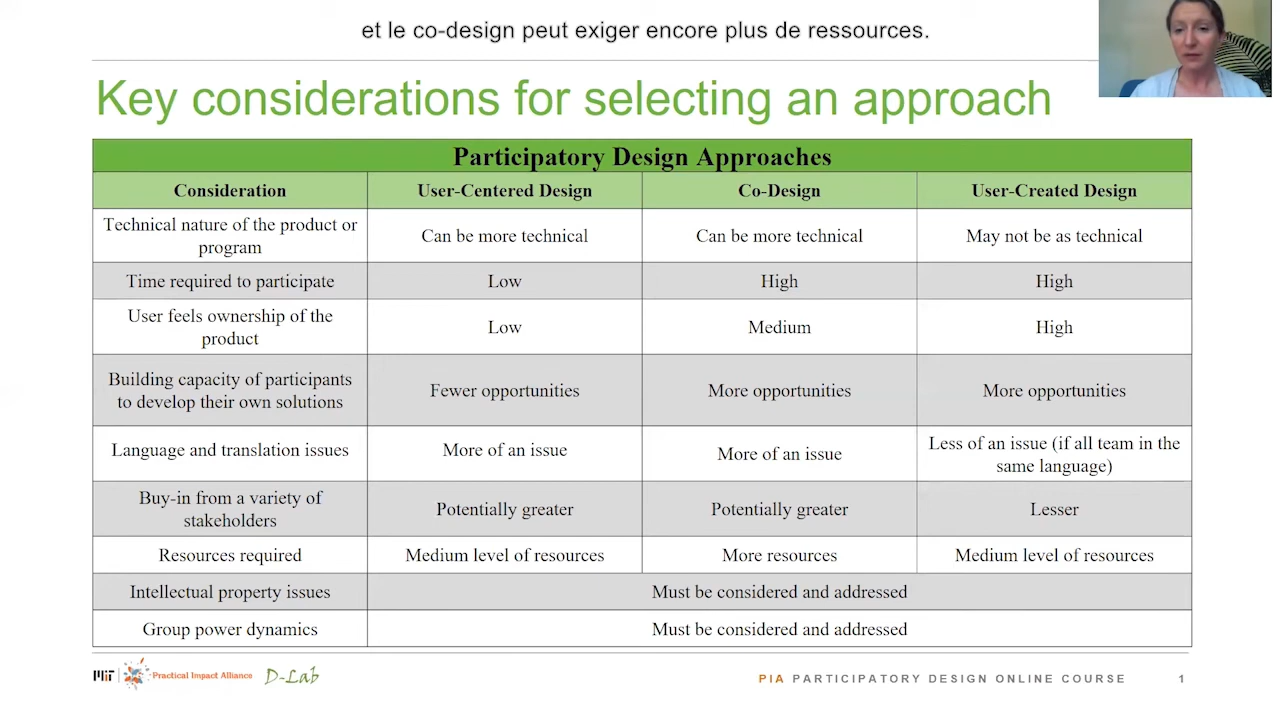 et le co-design peut exiger encore plus de ressources.
Key considerations for selecting an approach
Participatory Design Approaches
Consideration
User-Centered Design
Co-Design
User-Created Design
Technical nature of the product or
program
Can be more technical
Can be more technical
May not be as technical
Time required to participate
Low
High
High
User feels ownership of the
product
Low
Medium
High
Building capacity of participants
to develop their own solutions
Fewer opportunities
More opportunities
More opportunities
Language and translation issues
More of an issue
More of an issue
Less of an issue (if all team in the
same language)
Buy-in from a variety of
stakeholders
Potentially greater
Potentially greater
Lesser
Resources required
Medium level of resources
More resources
Medium level of resources
Intellectual property issues
Must be considered and addressed
Group power dynamics
Must be considered and addressed
MIT
Practical Impact Alliance
D-Lab
PIA PARTICIPATORY DESIGN ONLINE COURSE
1